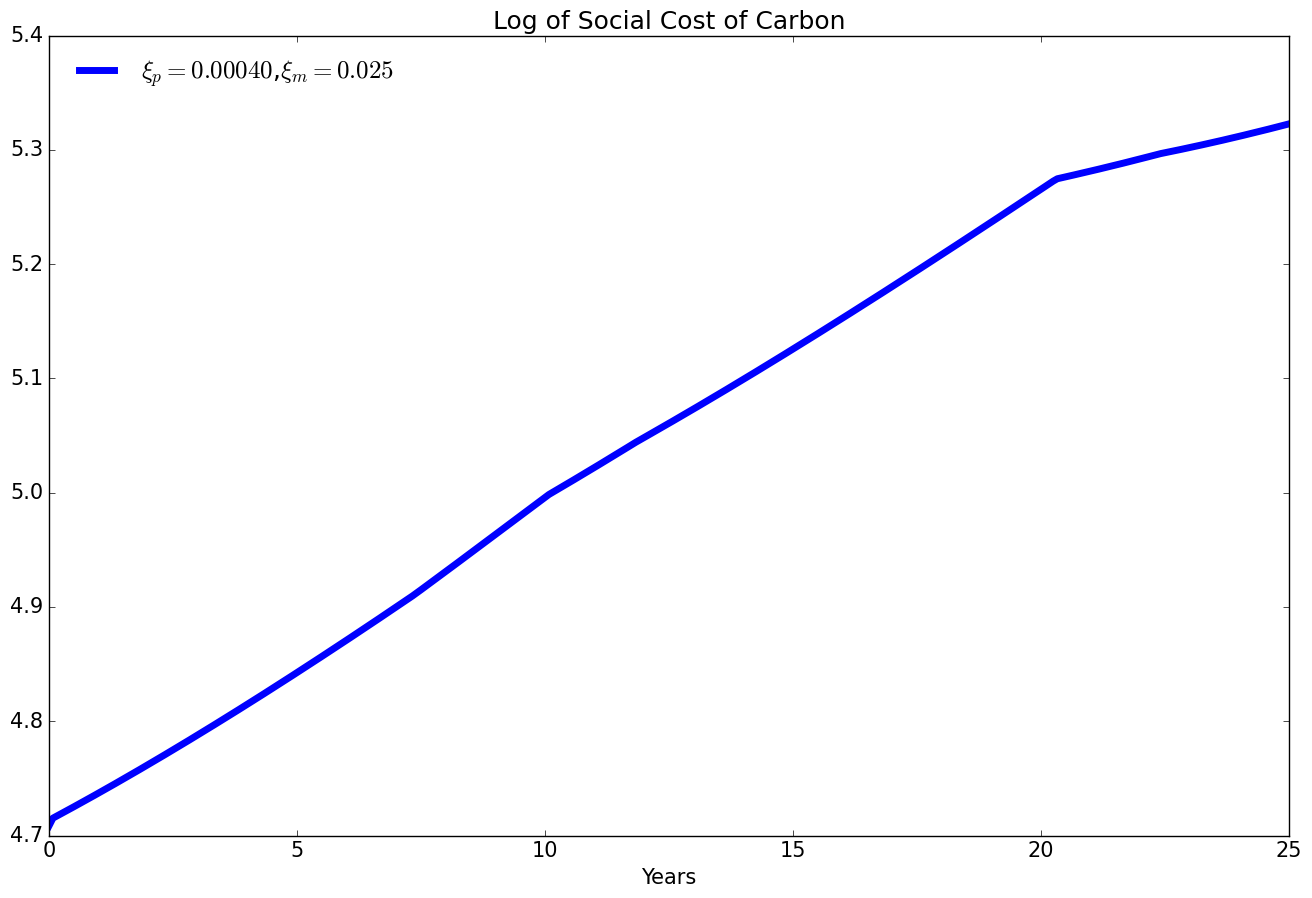 Log of Social Cost of Carbon
5.4
ξp = 0.00040,ξm = 0.025
5.3
5.2
5.1
5.0
4.9
4.8
4.7
0 5 10 15 20 25
Years